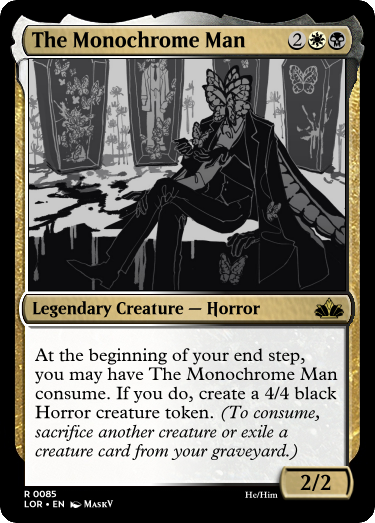 The Monochrome Man 2
Legendary Creature — Horror
At the beginning of your end step,
you may have The Monochrome Man
consume. If you do, create a 4/4 black
Horror creature token. (To consume,
sacrifice another creature or exile a
creature card from your graveyard.)
2/2
R 0085
He/Him
LOR • EN MaskV